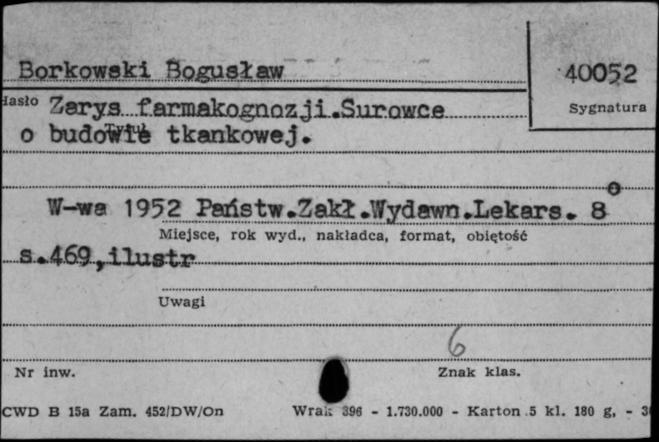 Borkowski Bogusław
40052
Hasło Zarys farmakognozji.Surowce
Sygnatura
o budowie tkankowej.
Tytuł
W-wa 1952 Państw.Zakł.Wydawn.Lekars. 8°
Miejsce, rok wyd., nakładca, format, obiętość
s.469,ilustr
Uwagi
6
Nr inw.
Znak klas.
CWD B 15a Zam. 452/DW/On
Wrak 396 - 1.730.000 - Karton 5 kl. 180 g, -